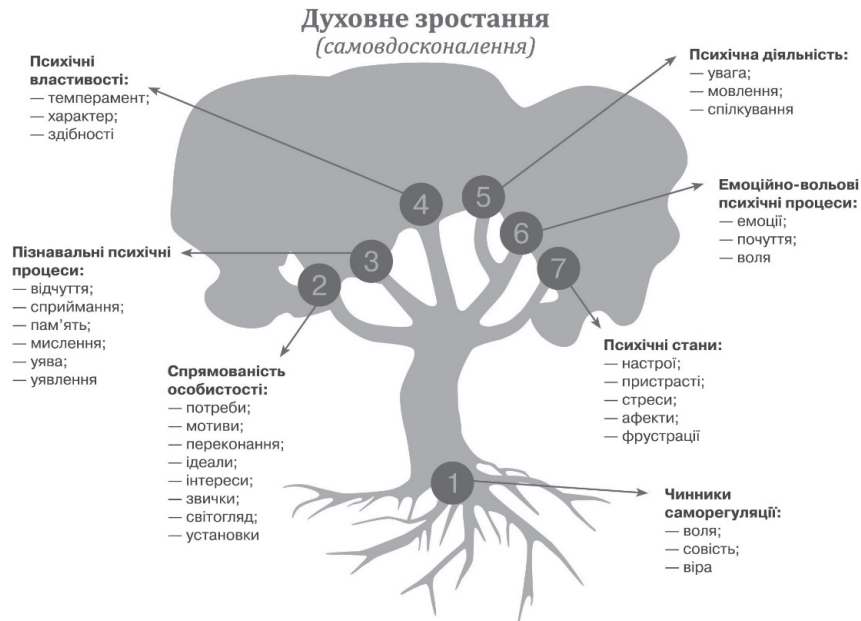 Духовне зростання
(самовдосконалення)
Психічні
властивості:
— темперамент;
— характер;
— здібності
Психічна діяльність:
— увага;
— мовлення;
— спілкування
Емоційно-вольові
психічні процеси:
— емоції;
— почуття;
— воля
Пізнавальні психічні
процеси:
— відчуття;
— сприймання;
— пам’ять;
— мислення;
— уява;
— уявлення
4
5
6
3
7
2
Спрямованість
особистості:
— потреби;
— мотиви;
— переконання;
— ідеали;
— інтереси;
— звички;
— світогляд;
— установки
Психічні стани:
— настрої;
— пристрасті;
— стреси;
— афекти;
— фрустрації
1
Чинники
саморегуляції:
— воля;
— совість;
— віра